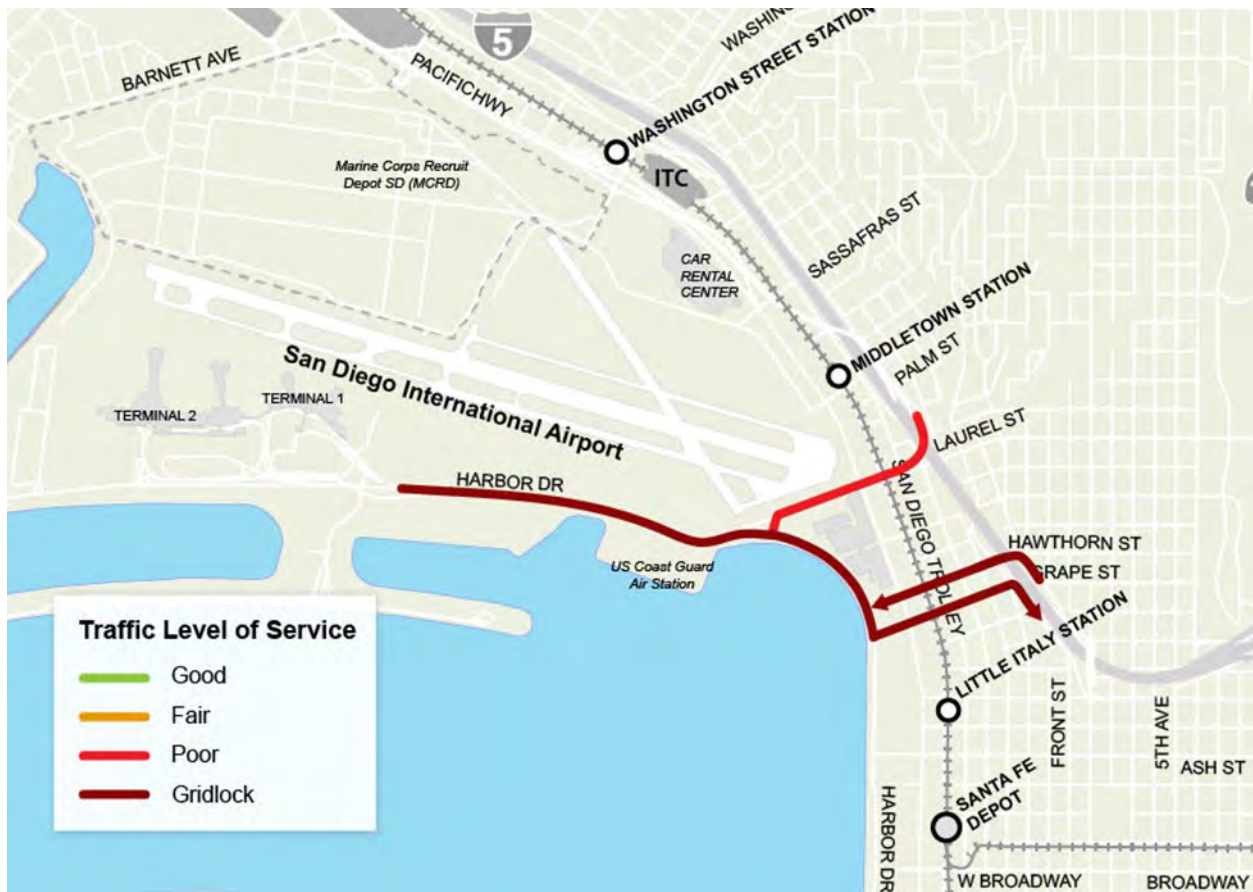 5
WASHING
WASHINGTON STREET STATION
BARNETT AVE
PACIFICHWY
Marine Corps Recruit
Depot SD (MCRD)
ITC
SASSAFRAS ST
CAR
RENTAL
CENTER
MIDDLETOWN STATION
PALM ST
San Diego International Airport
TERMINAL 2
TERMINAL 1
LAUREL ST
HARBOR DR
SAN DIEGO TROLLEY
US Coast Guard
Air Station
HAWTHORN ST
GRAPE ST
LITTLE ITALY STATION
Traffic Level of Service
Good
Fair
Poor
Gridlock
FRONT ST
5TH AVE
ASH ST
SANTA FE
DEPOT
HARBOR DR
W BROADWAY
BROADWAY